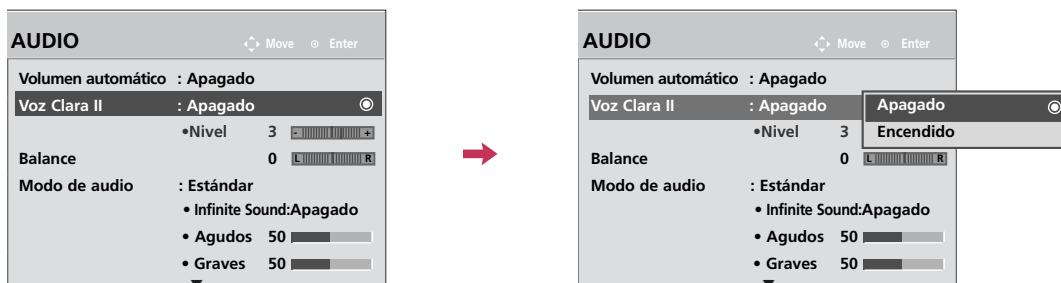 AUDIO
Move Enter
Volumen automático : Apagado
Voz Clara II : Apagado
•Nivel 3 - +
Balance 0 L R
Modo de audio : Estándar
• Infinite Sound:Apagado
• Agudos 50
• Graves 50
AUDIO
Move Enter
Volumen automático : Apagado
Voz Clara II : Apagado
Apagado
Encendido
•Nivel 3
Balance 0 L R
Modo de audio : Estándar
• Infinite Sound:Apagado
• Agudos 50
• Graves 50